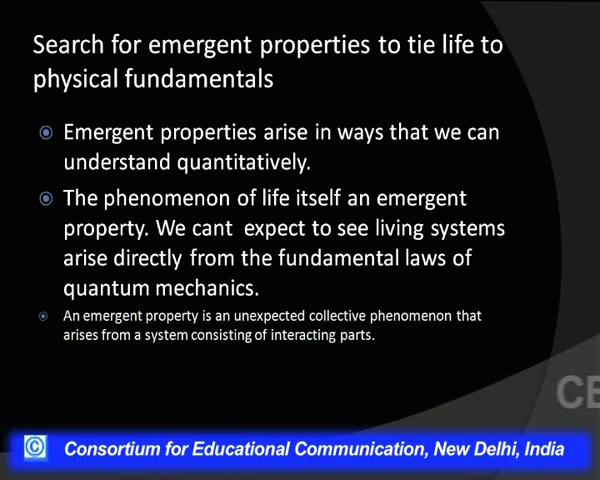 Search for emergent properties to tie life to
physical fundamentals
Emergent properties arise in ways that we can
understand quantitatively.
The phenomenon of life itself an emergent
property. We cant expect to see living systems
arise directly from the fundamental laws of
quantum mechanics.
An emergent property is an unexpected collective phenomenon that
arises from a system consisting of interacting parts.
© Consortium for Educational Communication, New Delhi, India